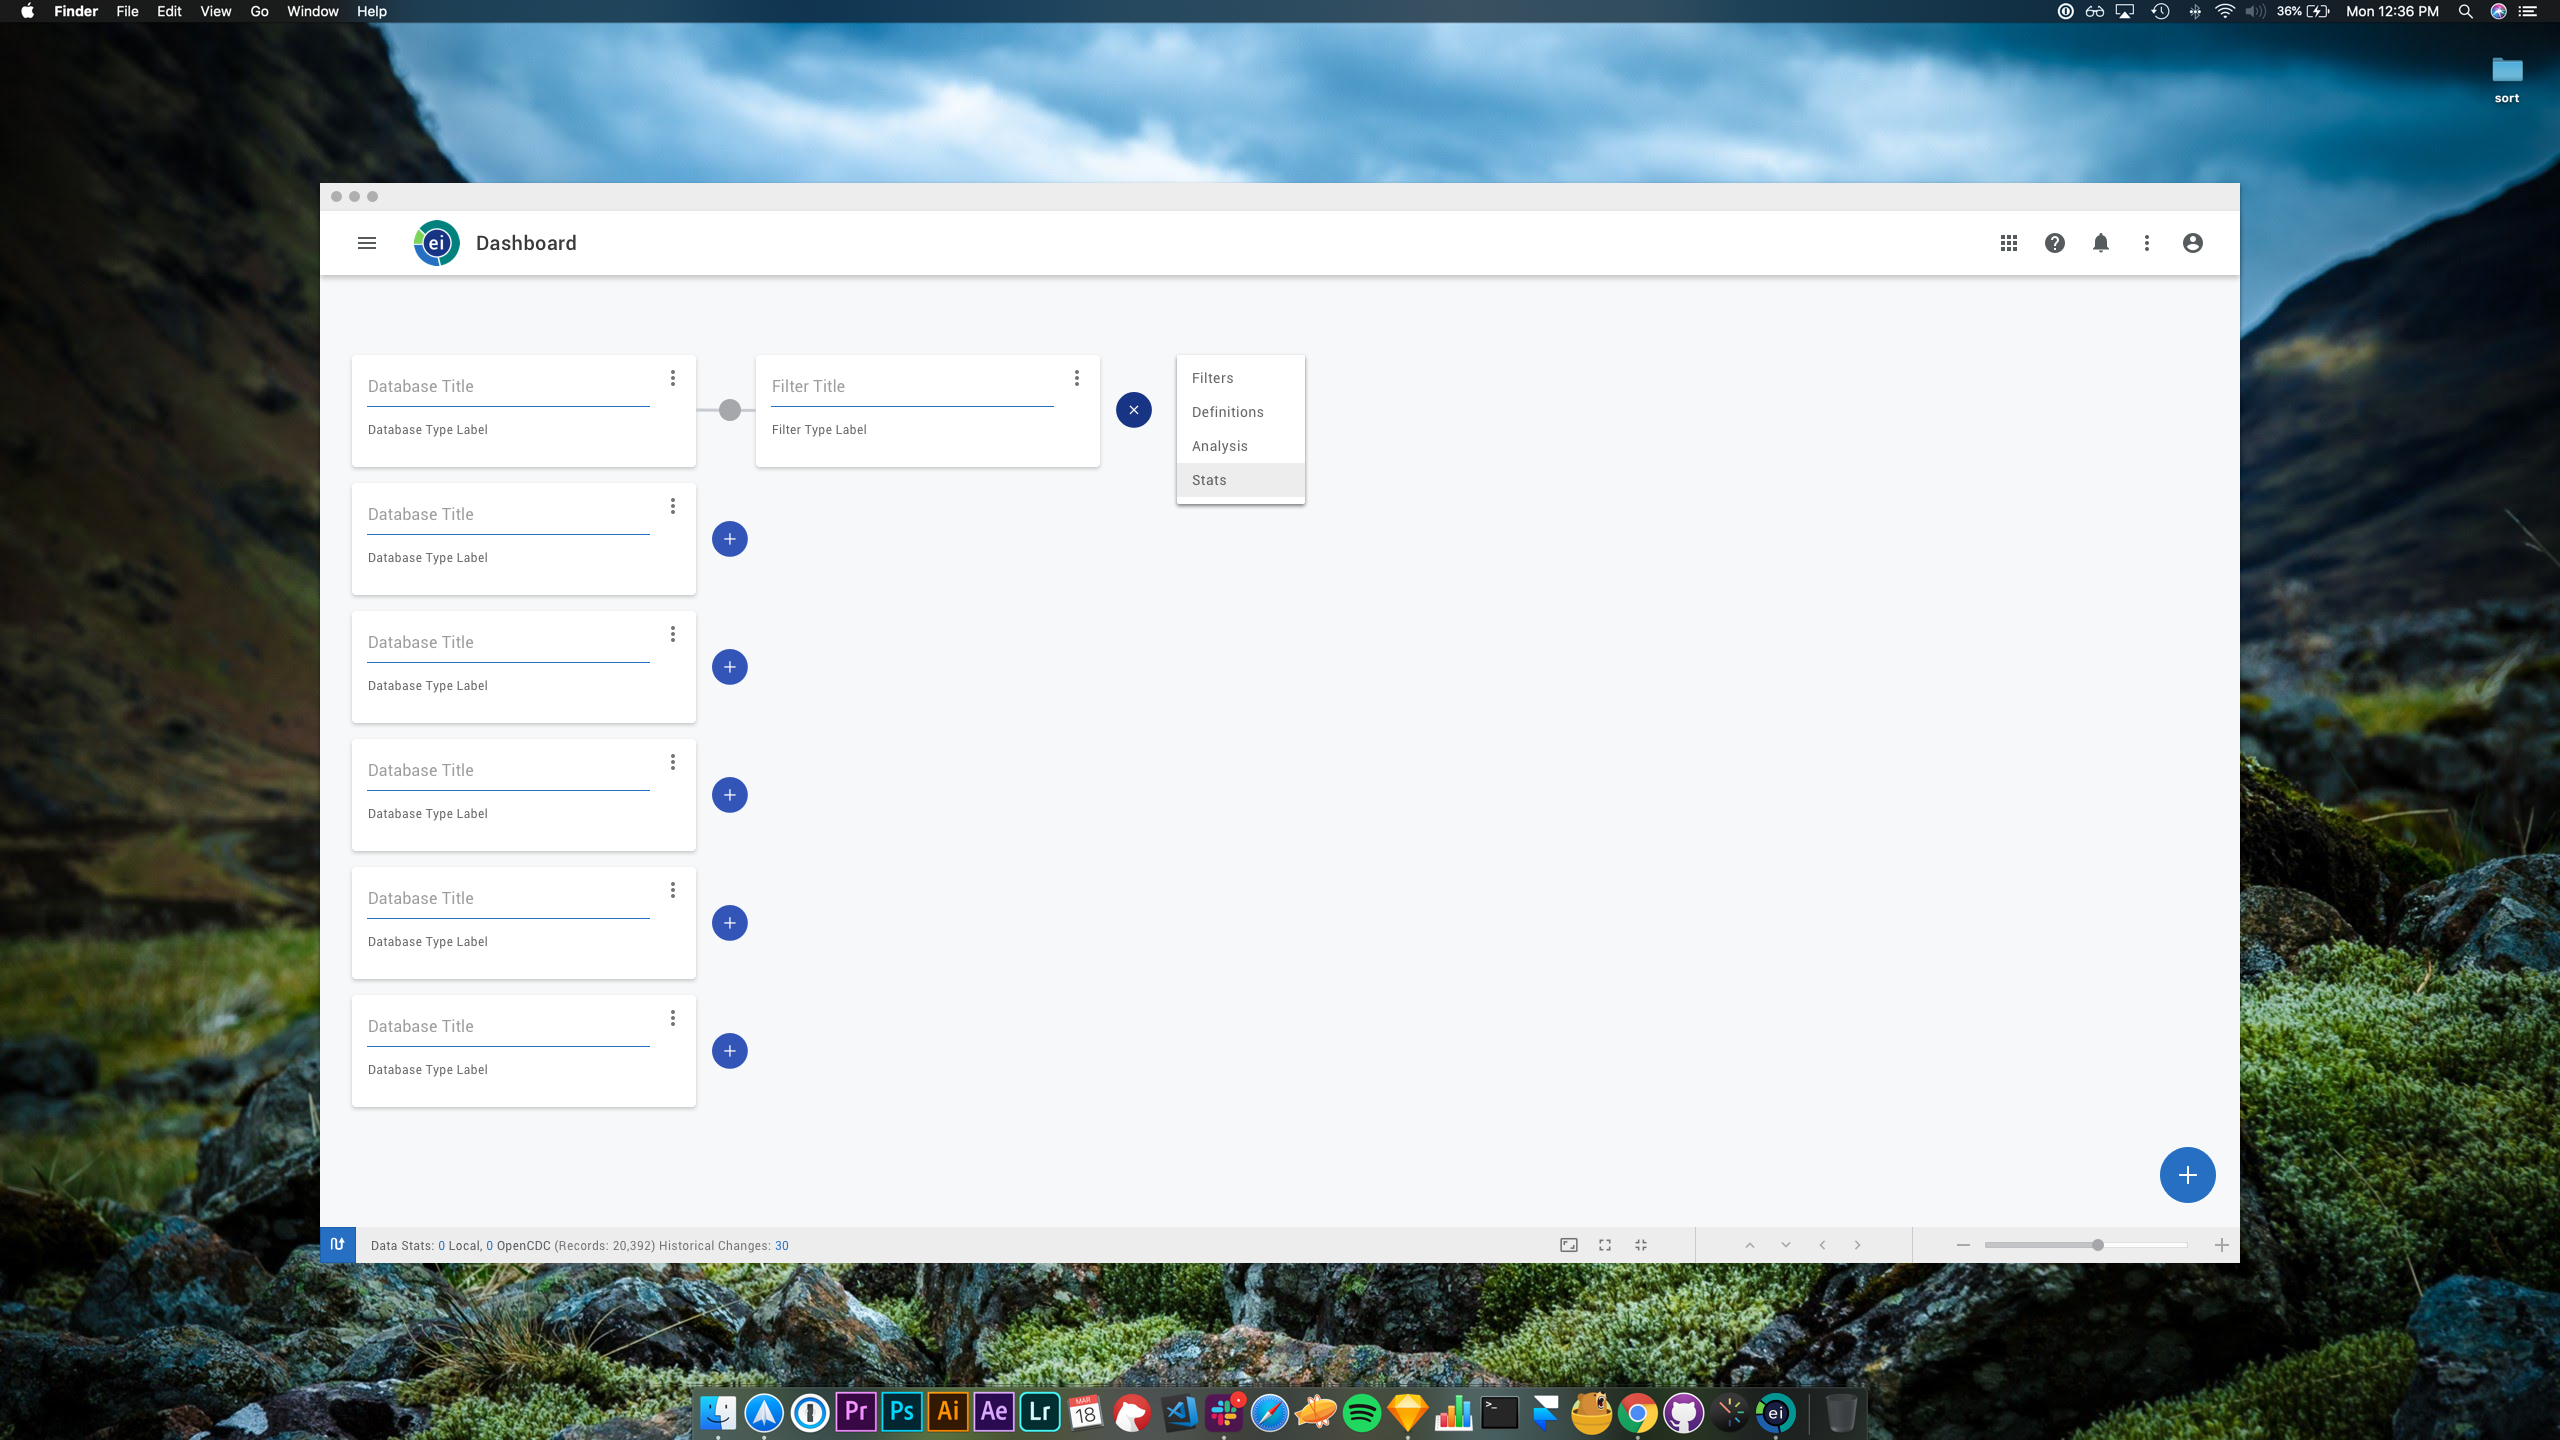 Finder File Edit View Go Window Help
36% Mon 12:36 PM
sort
ei Dashboard
Database Title
Database Type Label
Filter Title
Filter Type Label
Filters
Definitions
Analysis
Stats
Database Title
Database Type Label
Database Title
Database Type Label
Database Title
Database Type Label
Database Title
Database Type Label
Database Title
Database Type Label
Data Stats: 0 Local, 0 OpenCDC (Records: 20,392) Historical Changes: 30
Pr Ps Ai Ae Lr MAR 18 ei